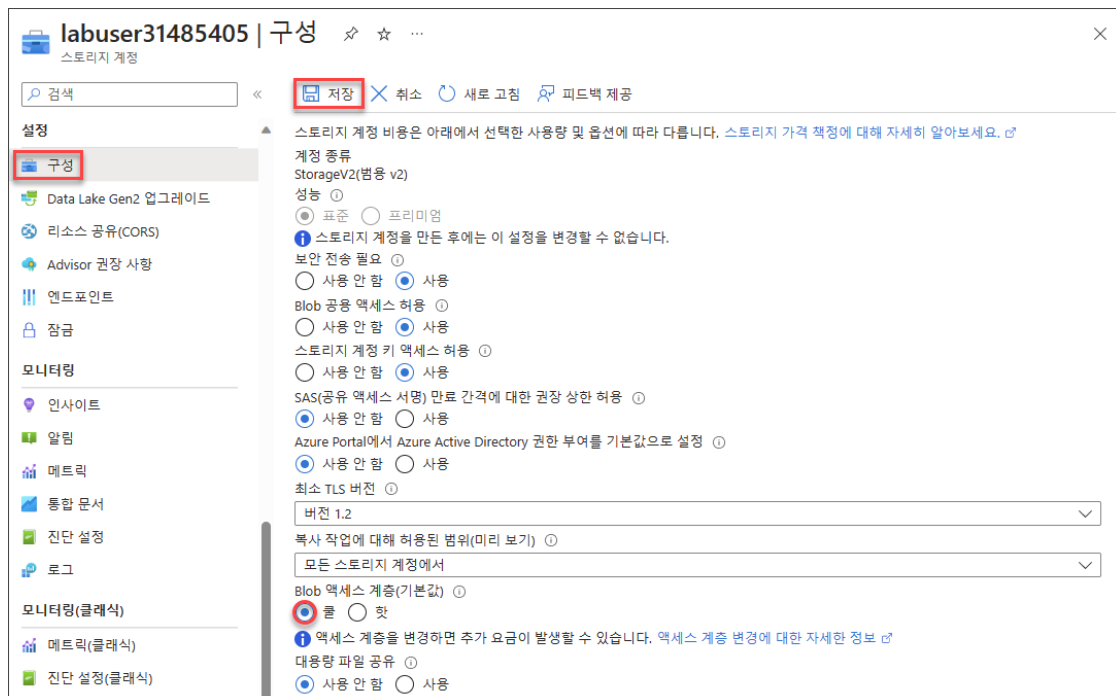 labuser31485405 | 구성
스토리지 계정
검색
설정
구성
Data Lake Gen2 업그레이드
리소스 공유(CORS)
Advisor 권장 사항
엔드포인트
잠금
모니터링
인사이트
알림
메트릭
통합 문서
진단 설정
로그
모니터링(클래식)
메트릭(클래식)
진단 설정(클래식)
저장 취소 새로 고침 피드백 제공
스토리지 계정 비용은 아래에서 선택한 사용량 및 옵션에 따라 다릅니다. 스토리지 가격 책정에 대해 자세히 알아보세요.
계정 종류
StorageV2(범용 v2)
성능
표준 프리미엄
스토리지 계정을 만든 후에는 이 설정을 변경할 수 없습니다.
보안 전송 필요
사용 안 함 사용
Blob 공용 액세스 허용
사용 안 함 사용
스토리지 계정 키 액세스 허용
사용 안 함 사용
SAS(공유 액세스 서명) 만료 간격에 대한 권장 상한 허용
사용 안 함 사용
Azure Portal에서 Azure Active Directory 권한 부여를 기본값으로 설정
사용 안 함 사용
최소 TLS 버전
버전 1.2
복사 작업에 대해 허용된 범위(미리 보기)
모든 스토리지 계정에서
Blob 액세스 계층(기본값)
쿨 핫
액세스 계층을 변경하면 추가 요금이 발생할 수 있습니다. 액세스 계층 변경에 대한 자세한 정보
대용량 파일 공유
사용 안 함 사용